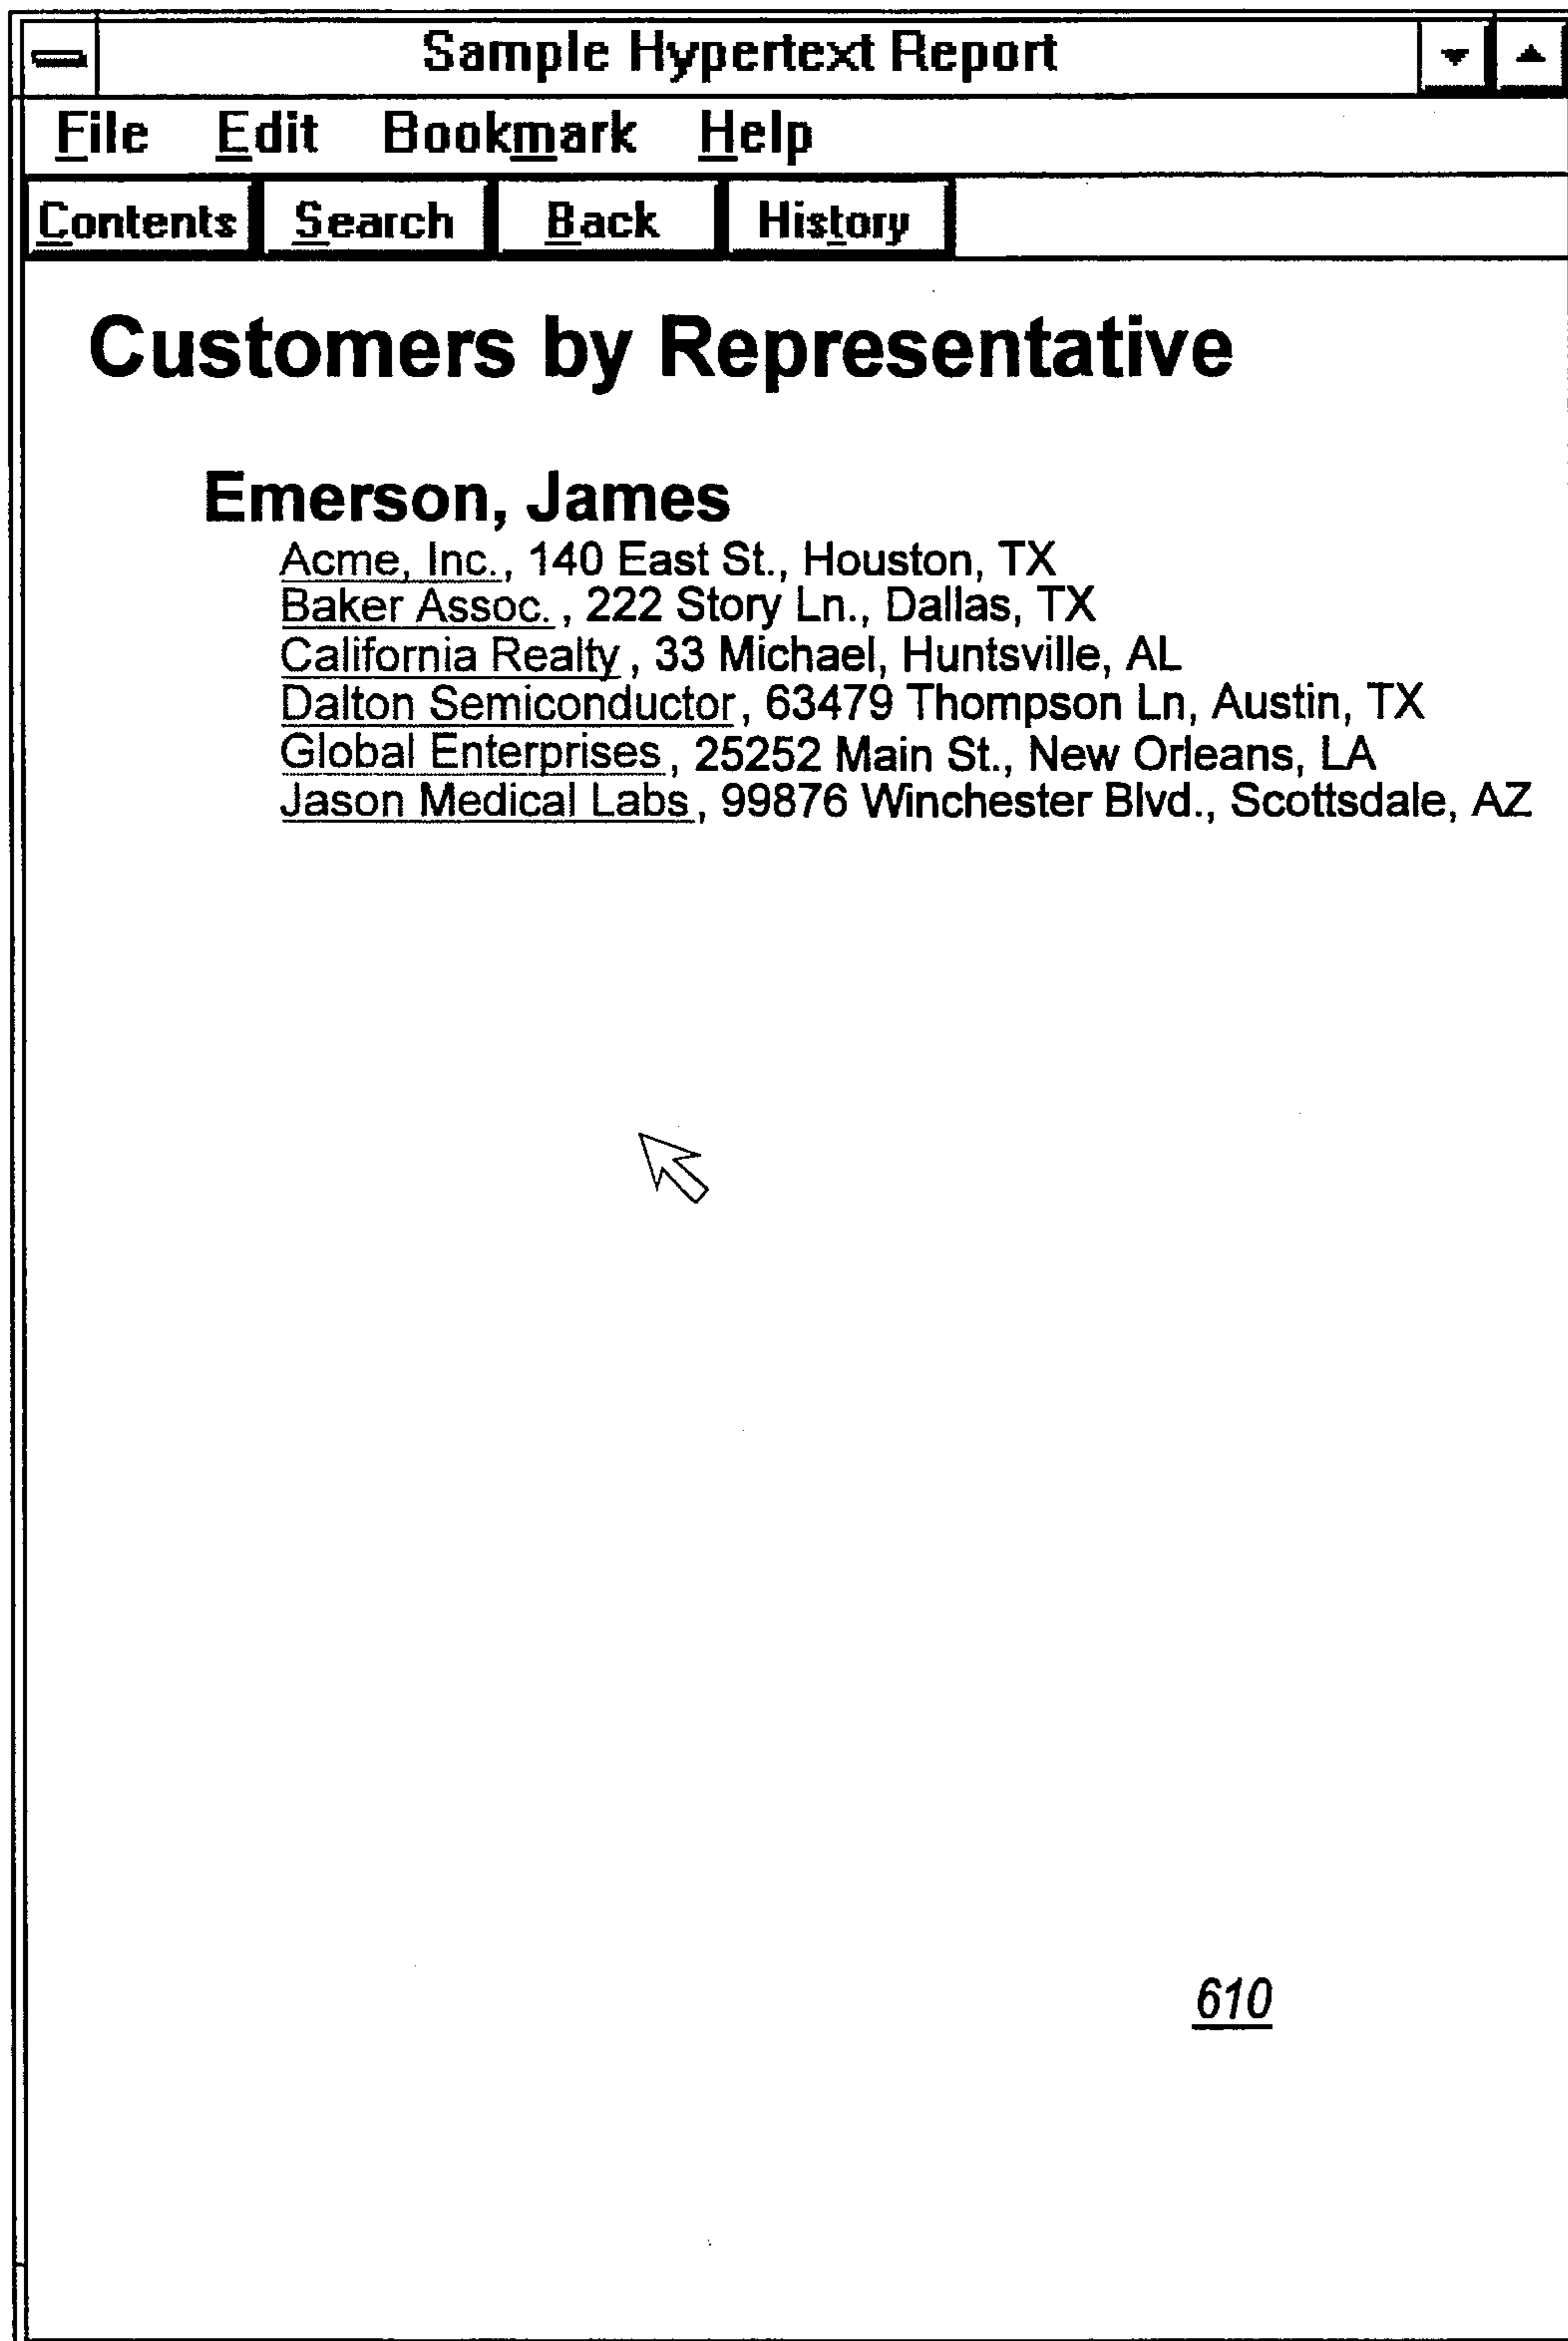 Sample Hypertext Report
File Edit Bookmark Help
Contents Search Back History
Customers by Representative
Emerson, James
Acme, Inc., 140 East St., Houston, TX
Baker Assoc. , 222 Story Ln., Dallas, TX
California Realty , 33 Michael, Huntsville, AL
Dalton Semiconductor, 63479 Thompson Ln, Austin, TX
Global Enterprises, 25252 Main St., New Orleans, LA
Jason Medical Labs, 99876 Winchester Blvd., Scottsdale, AZ
610